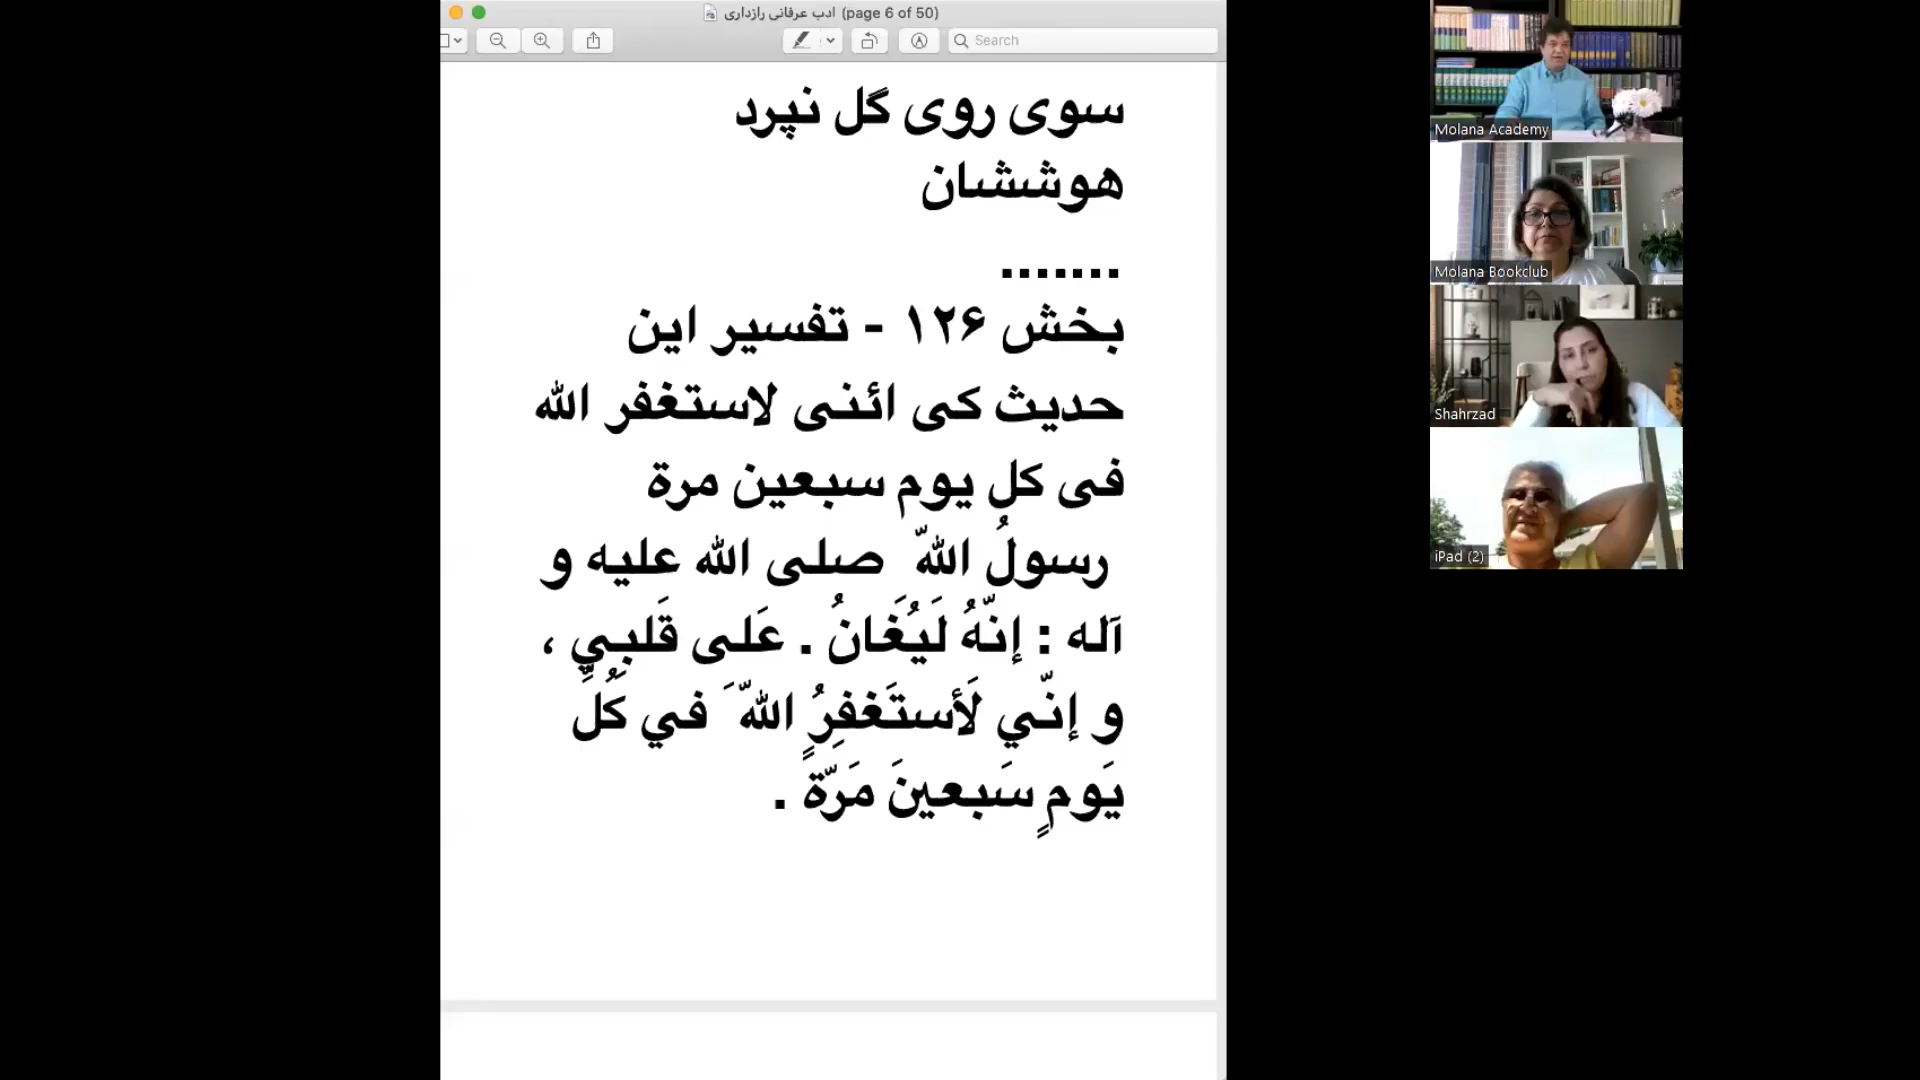 ادب عرفانی رازداری (page 6 of 50)
Search
سوی روی گل نپرد
هوششان
.......
بخش ۱۲۶ - تفسیر این
حدیث کی ائنی لاستغفر الله
فی کل یوم سبعین مرة
رسولُ اللهّ صلی الله علیه و
آله : إنّهُ لَيُغَانُ . عَلى قَلبِي ،
و إنّي لَأستَغفِرُ اللهَّ في كُلِّ
يَومٍ سَبعينَ مَرّةً .
Molana Academy
Molana Bookclub
Shahrzad
iPad (2)